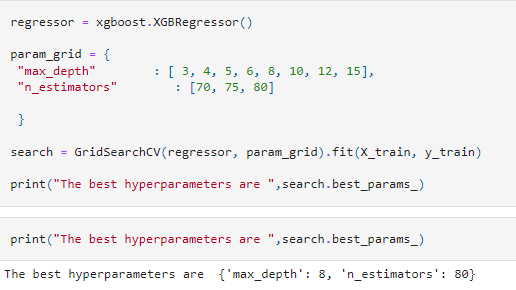 regressor = xgboost.XGBRegressor()
param_grid = {
"max_depth" : [ 3, 4, 5, 6, 8, 10, 12, 15],
"n_estimators" : [70, 75, 80]
}
search = GridSearchCV(regressor, param_grid).fit(X_train, y_train)
print("The best hyperparameters are ",search.best_params_)
print("The best hyperparameters are ",search.best_params_)
The best hyperparameters are  {'max_depth': 8, 'n_estimators': 80}